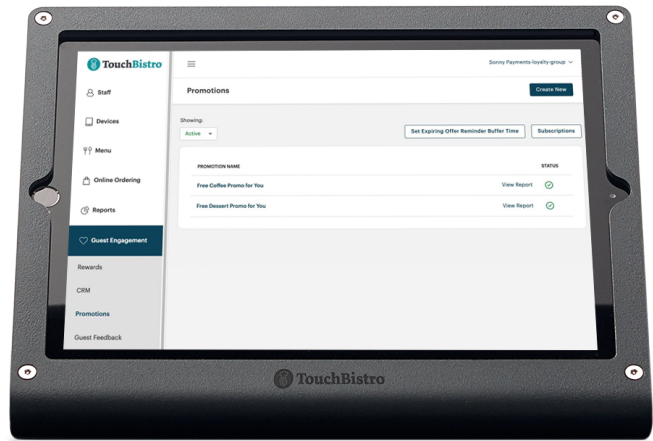 TouchBistro
Sonny Payments-loyalty-group
Staff
Promotions
Create New
Devices
Showing:
Active
Set Expiring Offer Reminder Buffer Time
Subscriptions
Menu
PROMOTION NAME
STATUS
Online Ordering
Free Coffee Promo for You
View Report
Free Dessert Promo for You
View Report
Reports
Guest Engagement
Rewards
CRM
Promotions
Guest Feedback
TouchBistro